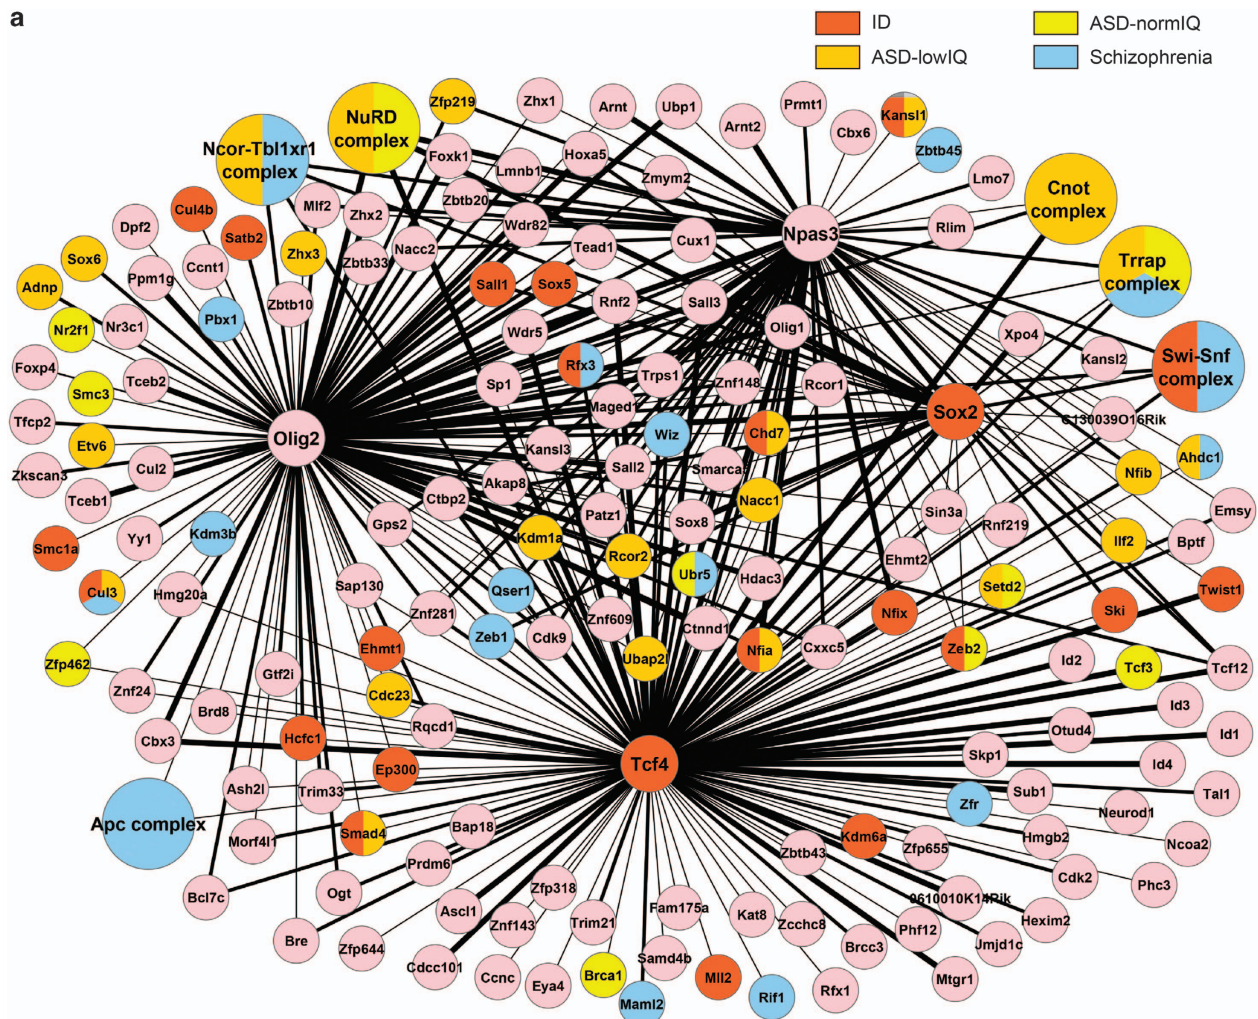 a
ID
ASD-normIQ
ASD-lowIQ
Schizophrenia
Zfp219
Zhx1
Arnt
Ubp1
Arnt2
Prmt1
Cbx6
Kansl1
Zbtb45
NuRD
complex
Ncor-Tbl1xr1
complex
Foxk1
Lmnb1
Hoxa5
Zmym2
Lmo7
Cnot
complex
Cul4b
Mlf2
Zhx2
Zbtb20
Wdr82
Npas3
Rlim
Dpf2
Satb2
Zhx3
Zbtb33
Nacc2
Tead1
Cux1
Trrap
complex
Sox6
Ppm1g
Ccnt1
Adnp
Zbtb10
Sall1
Sox5
Rnf2
Sall3
Nr2f1
Nr3c1
Pbx1
Wdr5
Olig1
Xpo4
Kansl2
Swi-Snf
complex
Foxp4
Smc3
Tceb2
Sp1
Rfx3
Trps1
Znf148
Rcor1
Maged1
Sox2
C130039O16Rik
Tfcp2
Etv6
Olig2
Kansl3
Wiz
Chd7
Zkscan3
Cul2
Tceb1
Akap8
Sall2
Smarca
Nfib
Ahdc1
Ctbp2
Nacc1
Gps2
Patz1
Sox8
Sin3a
Rnf219
Emsy
Smc1a
Yy1
Kdm3b
Kdm1a
Rcor2
Ehmt2
Ilf2
Bptf
Cul3
Hmg20a
Sap130
Qser1
Ubr5
Hdac3
Setd2
Twist1
Znf281
Znf609
Nfix
Ski
Zeb1
Cdk9
Ctnnd1
Ehmt1
Ubap2l
Nfia
Cxxc5
Zeb2
Id2
Tcf3
Tcf12
Zfp462
Znf24
Gtf2i
Cdc23
Brd8
Rqcd1
Id3
Cbx3
Hcfc1
Otud4
Id1
Ep300
Tcf4
Skp1
Id4
Apc complex
Ash2l
Trim33
Zfr
Sub1
Tal1
Neurod1
Morf4l1
Smad4
Bap18
Kdm6a
Hmgb2
Zbtb43
Zfp655
Ncoa2
Bcl7c
Ogt
Prdm6
Cdk2
Phc3
Zfp318
0610010K14Rik
Ascl1
Fam175a
Hexim2
Bre
Znf143
Trim21
Kat8
Zcchc8
Phf12
Zfp644
Brcc3
Jmjd1c
Cdcc101
Samd4b
Ccnc
Eya4
Brca1
Mll2
Mtgr1
Maml2
Rif1
Rfx1